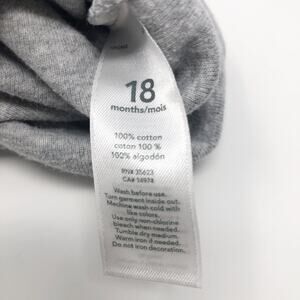 18
months/mois
100% cotton
coton 100 %
100% algodón
RN# 35623
CA# 14974
Wash before use.
Turn garment inside out.
Machine wash cold with
like colors.
Use only non-chlorine
bleach when needed.
Tumble dry medium.
Warm iron if needed.
Do not iron decoration.